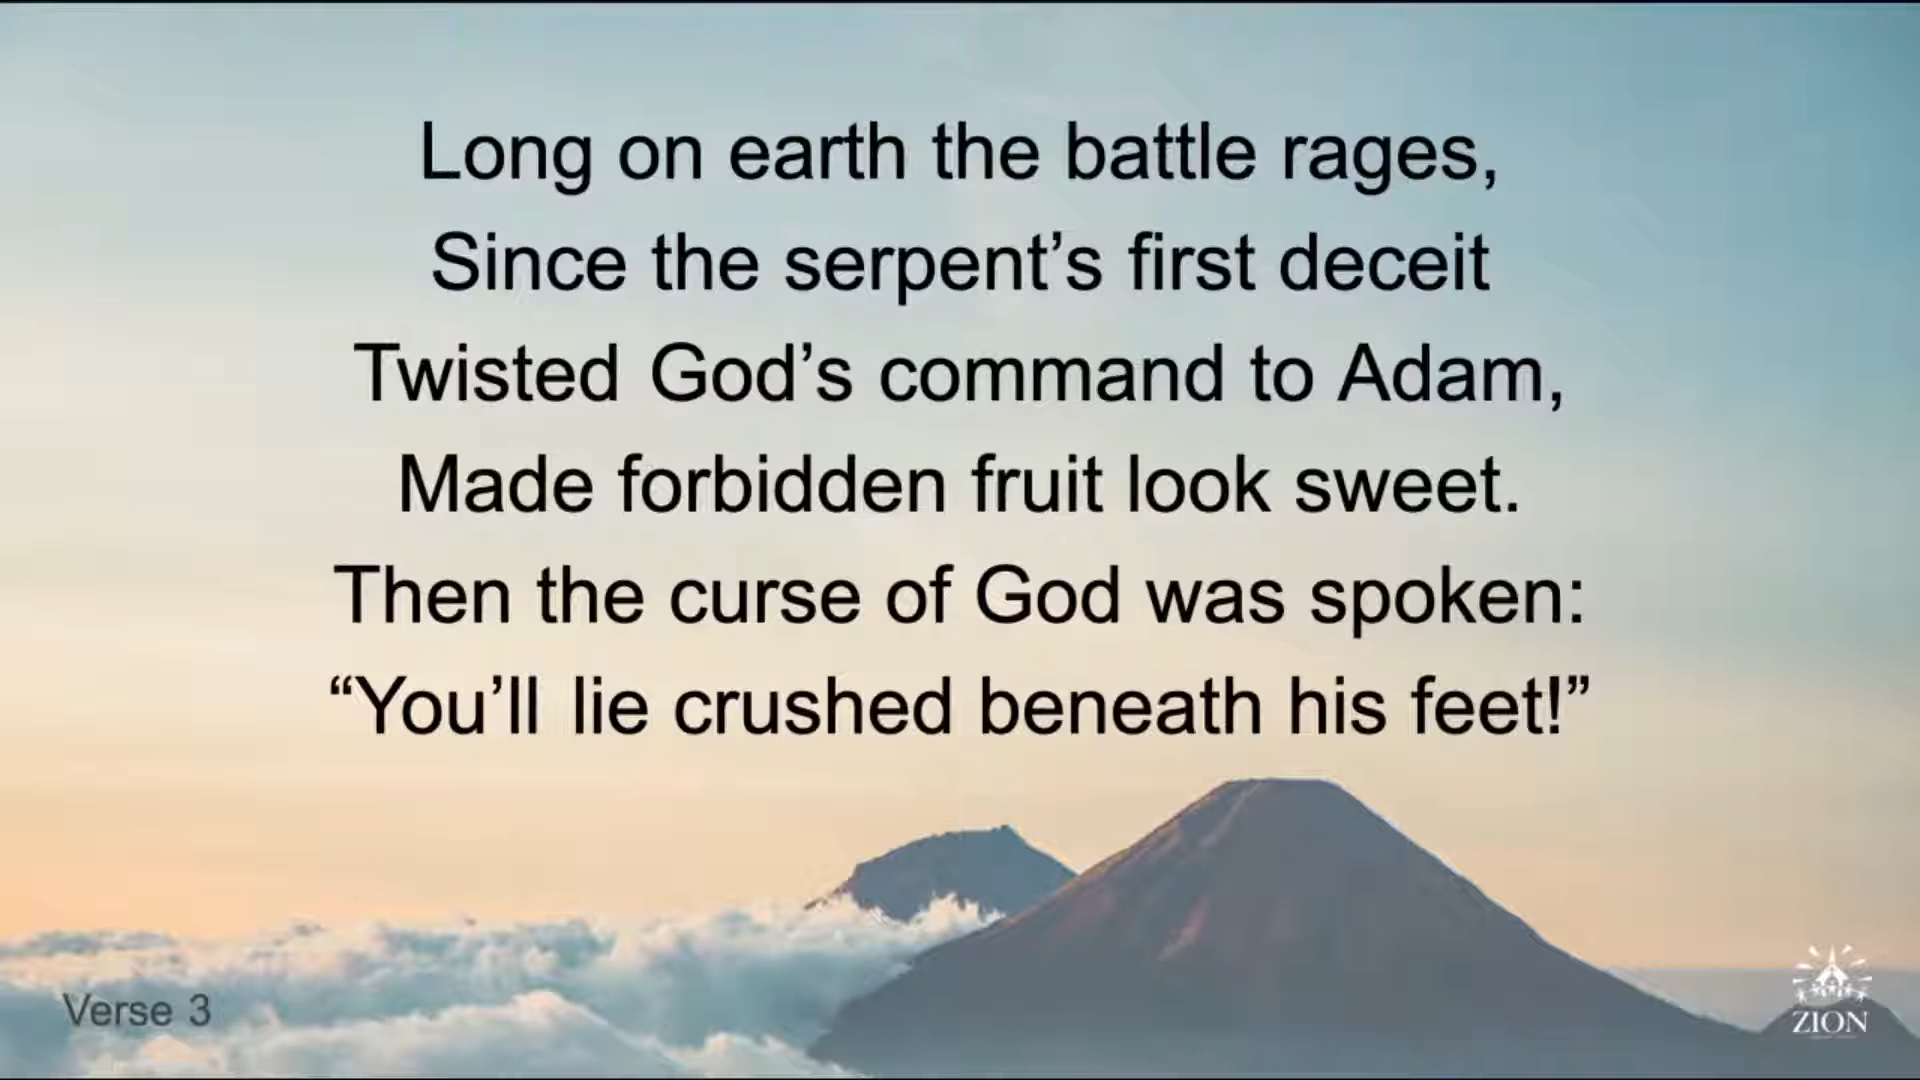 Long on earth the battle rages,
Since the serpent’s first deceit
Twisted God’s command to Adam,
Made forbidden fruit look sweet.
Then the curse of God was spoken:
“You’ll lie crushed beneath his feet!”
Verse 3
ZION